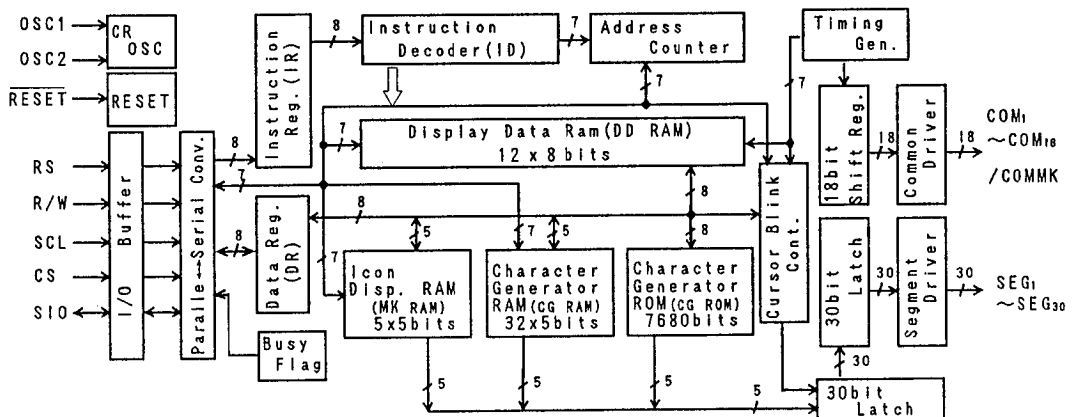 OSC1
OSC2
CR
OSC
RESET
RESET
RS
R/W
SCL
CS
SIO
I/O Buffer
Paralle↔Serial Conv.
8
Instruction
Reg.(IR)
8
Instruction
Decoder(ID)
7
Address
Counter
7
Timing
Gen.
7
7
Display Data Ram(DD RAM)
12x8bits
7
8
Data Reg.
(DR)
8
8
5
7
5
8
7
Icon
Disp. RAM
(MK RAM)
5x5bits
Character
Generator
RAM(CG RAM)
32x5bits
Character
Generator
ROM(CG ROM)
7680bits
Cursor Blink
Cont.
Busy
Flag
5
5
5
5
18bit
Shift Reg.
18
Common
Driver
18
COM1
~COM18
/COMMK
30bit
Latch
30
Segment
Driver
30
SEG1
~SEG30
30
30bit
Latch